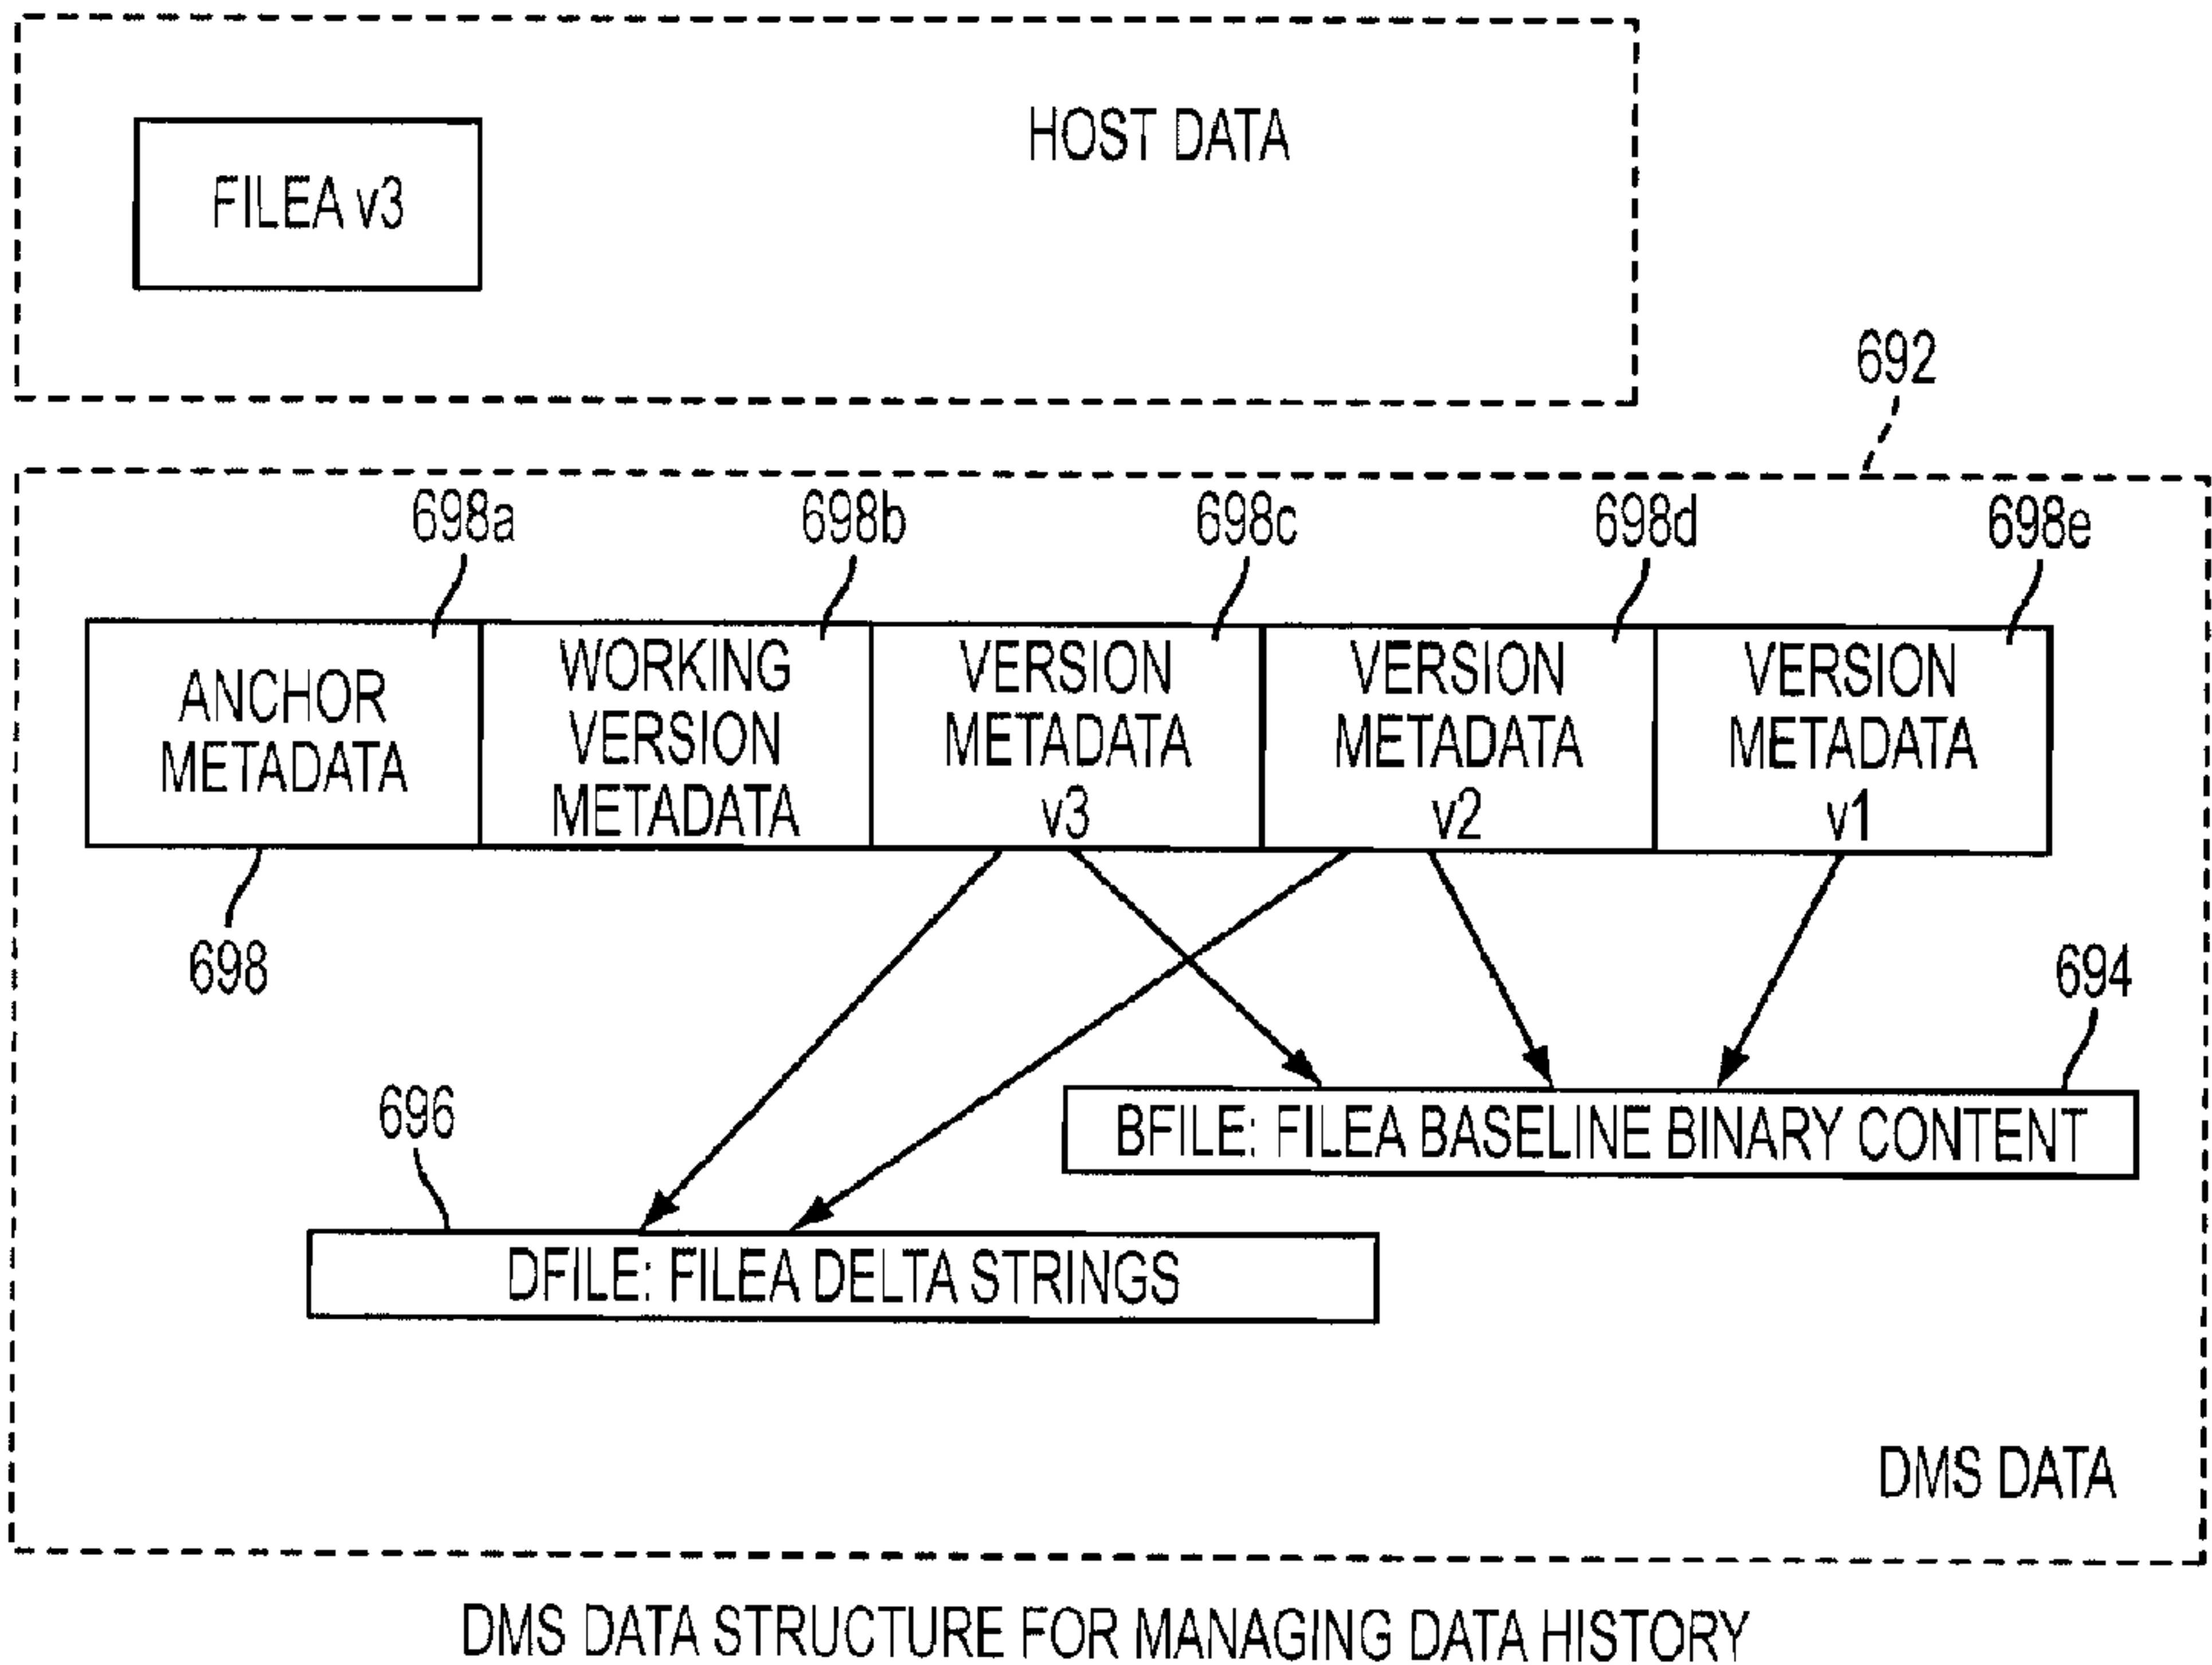 HOST DATA
FILEA v3
692
698a
698b
698c
698d
698e
ANCHOR
METADATA
WORKING
VERSION
METADATA
VERSION
METADATA
v3
VERSION
METADATA
v2
VERSION
METADATA
v1
698
694
696
BFILE: FILEA BASELINE BINARY CONTENT
DFILE: FILEA DELTA STRINGS
DMS DATA
DMS DATA STRUCTURE FOR MANAGING DATA HISTORY